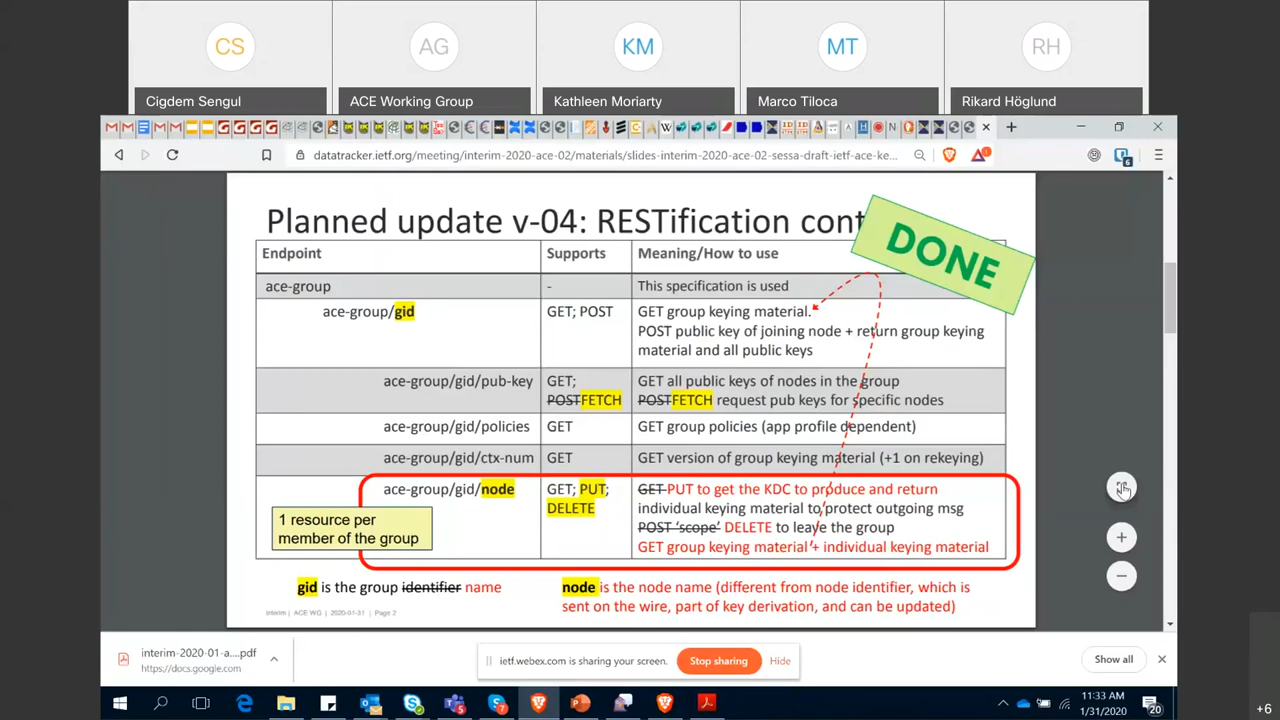 CS
AG
KM
MT
RH
Cigdem Sengul
ACE Working Group
Kathleen Moriarty
Marco Tiloca
Rikard Höglund
datatracker.ietf.org/meeting/interim-2020-ace-02/materials/slides-interim-2020-ace-02-sessa-draft-ietf-ace-ke...
6
Planned update v-04: RESTification cont
DONE
Endpoint Supports Meaning/How to use
ace-group - This specification is used
ace-group/gid GET; POST GET group keying material.
POST public key of joining node + return group keying
material and all public keys
ace-group/gid/pub-key GET; GET all public keys of nodes in the group
POSTFETCH POSTFETCH request pub keys for specific nodes
ace-group/gid/policies GET GET group policies (app profile dependent)
ace-group/gid/ctx-num GET GET version of group keying material (+1 on rekeying)
ace-group/gid/node GET; PUT; GET PUT to get the KDC to produce and return
DELETE individual keying material to protect outgoing msg
POST ‘scope’ DELETE to leave the group
GET group keying material + individual keying material
1 resource per
member of the group
gid is the group identifier name
node is the node name (different from node identifier, which is
sent on the wire, part of key derivation, and can be updated)
Interim | ACE WG | 2020-01-31 | Page 2
interim-2020-01-a....pdf
https://docs.google.com
ietf.webex.com is sharing your screen.
Stop sharing
Hide
Show all
11:33 AM
1/31/2020
20
+6